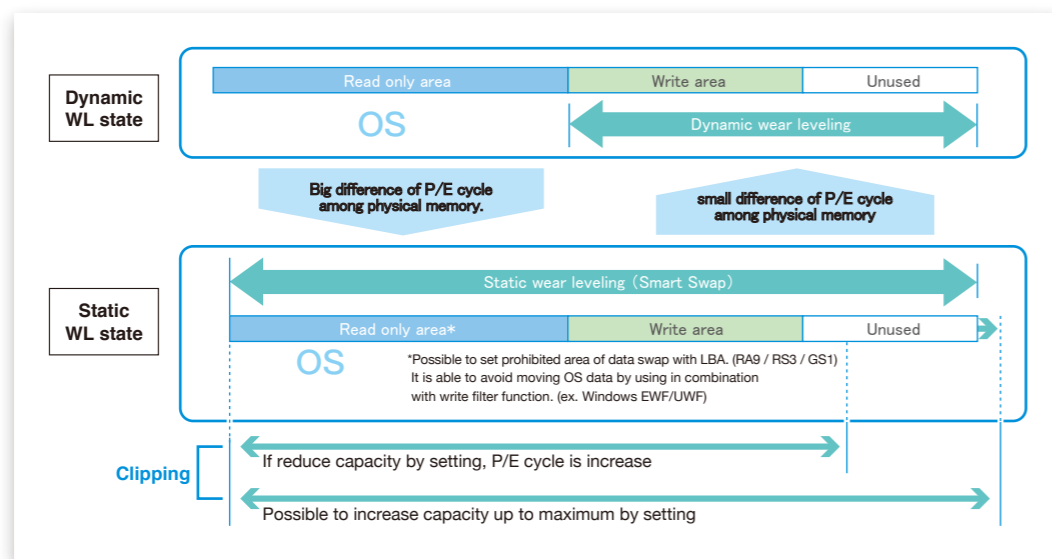 Dynamic
WL state
Read only area
Write area
Unused
OS
Dynamic wear leveling
Big difference of P/E cycle
among physical memory.
small difference of P/E cycle
among physical memory
Static
WL state
Static wear leveling (Smart Swap)
Read only area*
Write area
Unused
OS
*Possible to set prohibited area of data swap with LBA. (RA9 / RS3 / GS1)
It is able to avoid moving OS data by using in combination
with write filter function. (ex. Windows EWF/UWF)
Clipping
If reduce capacity by setting, P/E cycle is increase
Possible to increase capacity up to maximum by setting